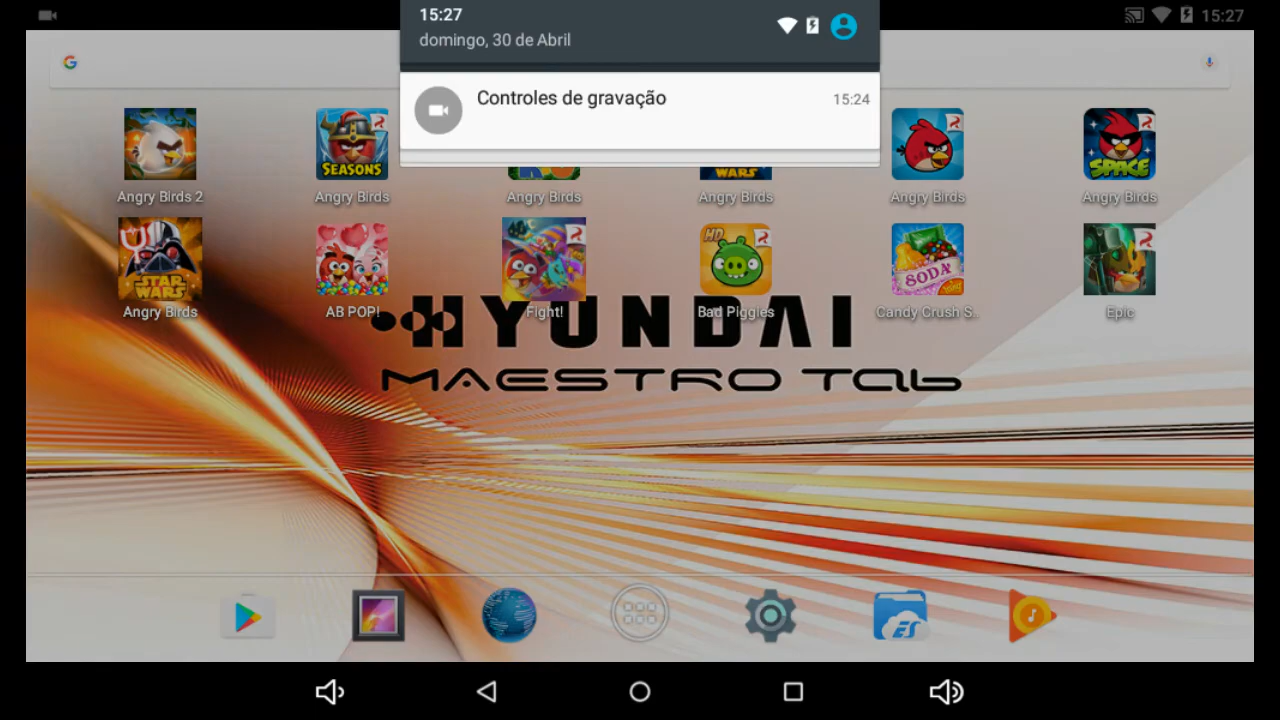 15:27
domingo, 30 de Abril
15:27
Controles de gravação
15:24
SEASONS
WARS
SPACE
Angry Birds 2
Angry Birds
Angry Birds
Angry Birds
Angry Birds
Angry Birds
STAR WARS
HD
SODA
Angry Birds
AB POP!
Fight!
Bad Piggies
Candy Crush S..
Epic
HYUNDAI
MAESTRO Tab
ES